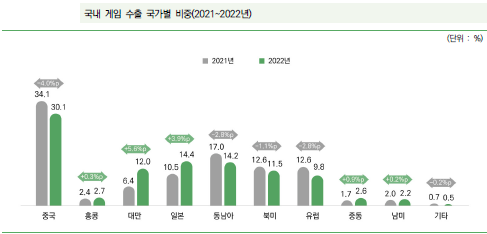 국내 게임 수출 국가별 비중(2021~2022년)
(단위 : %)
2021년 2022년
-4.0%p +0.3%p +5.6%p +3.9%p -2.8%p -1.1%p -2.8%p +0.9%p +0.2%p -0.2%p
34.1 30.1 2.4 2.7 6.4 12.0 10.5 14.4 17.0 14.2 12.6 11.5 12.6 9.8 1.7 2.6 2.0 2.2 0.7 0.5
중국 홍콩 대만 일본 동남아 북미 유럽 중동 남미 기타